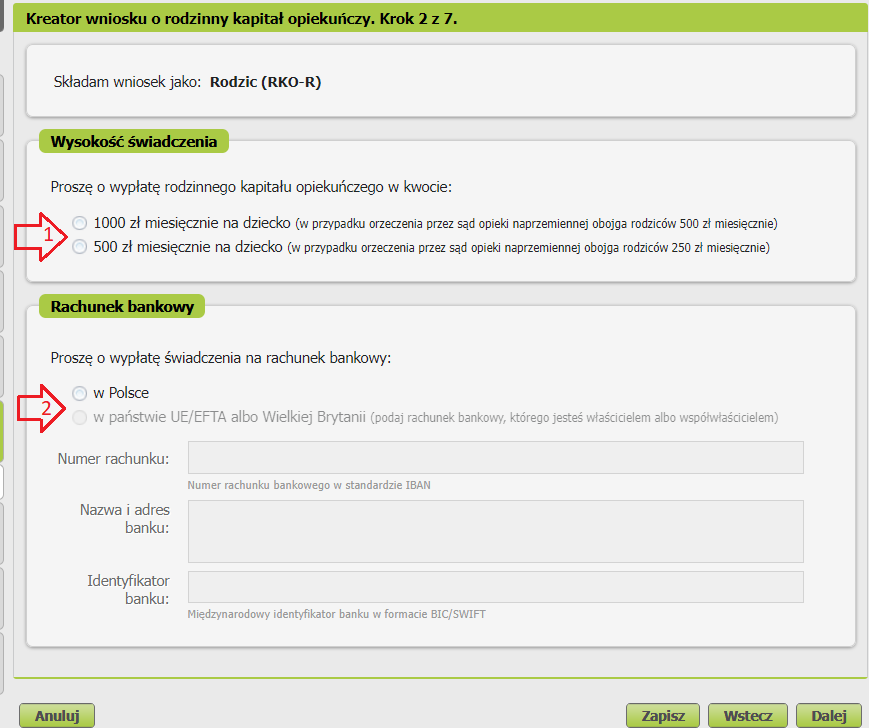 Kreator wniosku o rodzinny kapitał opiekuńczy. Krok 2 z 7.
Składam wniosek jako: Rodzic (RKO-R)
Wysokość świadczenia
Proszę o wypłatę rodzinnego kapitału opiekuńczego w kwocie:
1000 zł miesięcznie na dziecko (w przypadku orzeczenia przez sąd opieki naprzemiennej obojga rodziców 500 zł miesięcznie)
1
500 zł miesięcznie na dziecko (w przypadku orzeczenia przez sąd opieki naprzemiennej obojga rodziców 250 zł miesięcznie)
Rachunek bankowy
Proszę o wypłatę świadczenia na rachunek bankowy:
w Polsce
2
w państwie UE/EFTA albo Wielkiej Brytanii (podaj rachunek bankowy, którego jesteś właścicielem albo współwłaścicielem)
Numer rachunku:
Numer rachunku bankowego w standardzie IBAN
Nazwa i adres
banku:
Identyfikator
banku:
Międzynarodowy identyfikator banku w formacie BIC/SWIFT
Anuluj Zapisz Wstecz Dalej